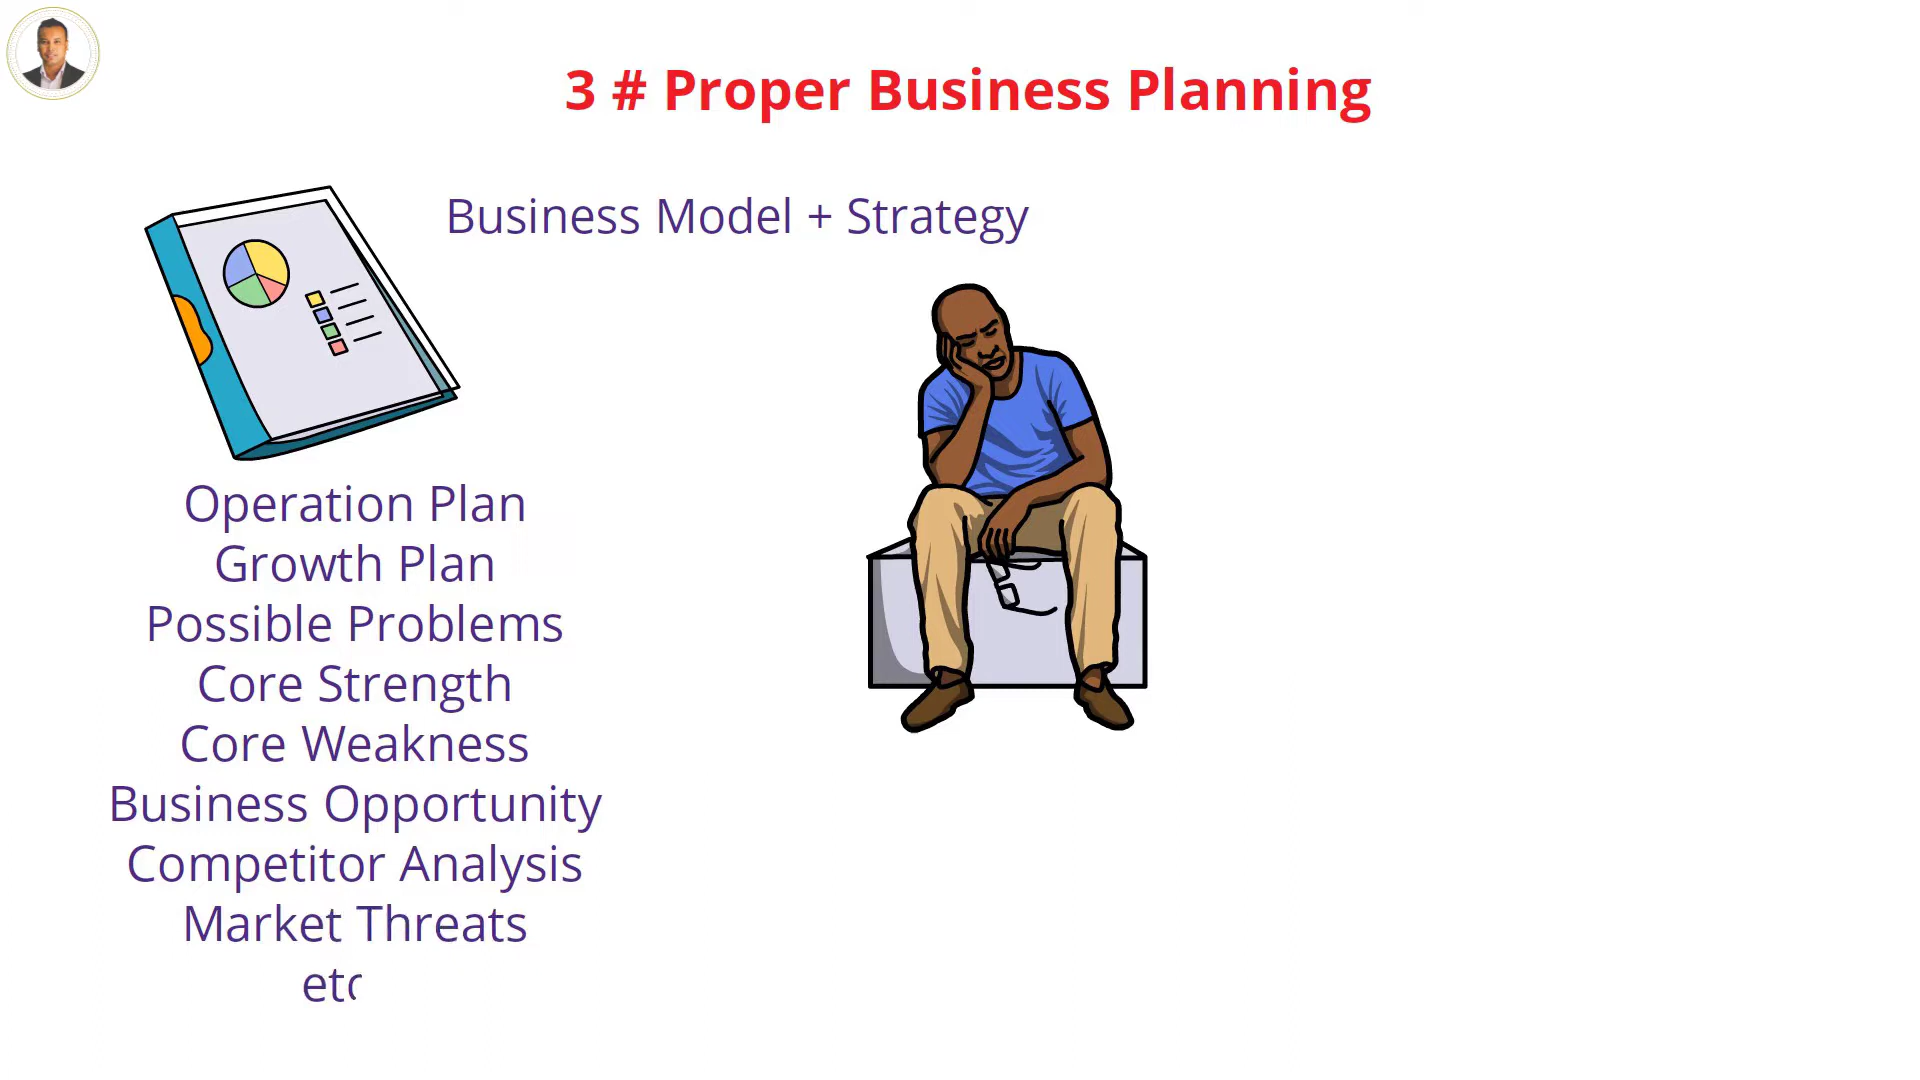 3 # Proper Business Planning
Business Model + Strategy
Operation Plan
Growth Plan
Possible Problems
Core Strength
Core Weakness
Business Opportunity
Competitor Analysis
Market Threats
etc